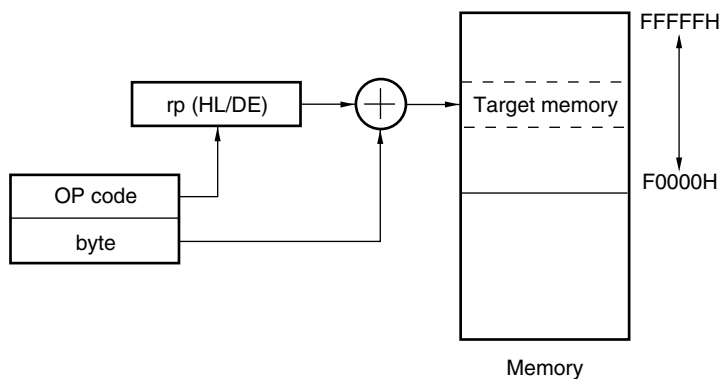 FFFFFH
rp (HL/DE)
Target memory
OP code
F0000H
byte
Memory